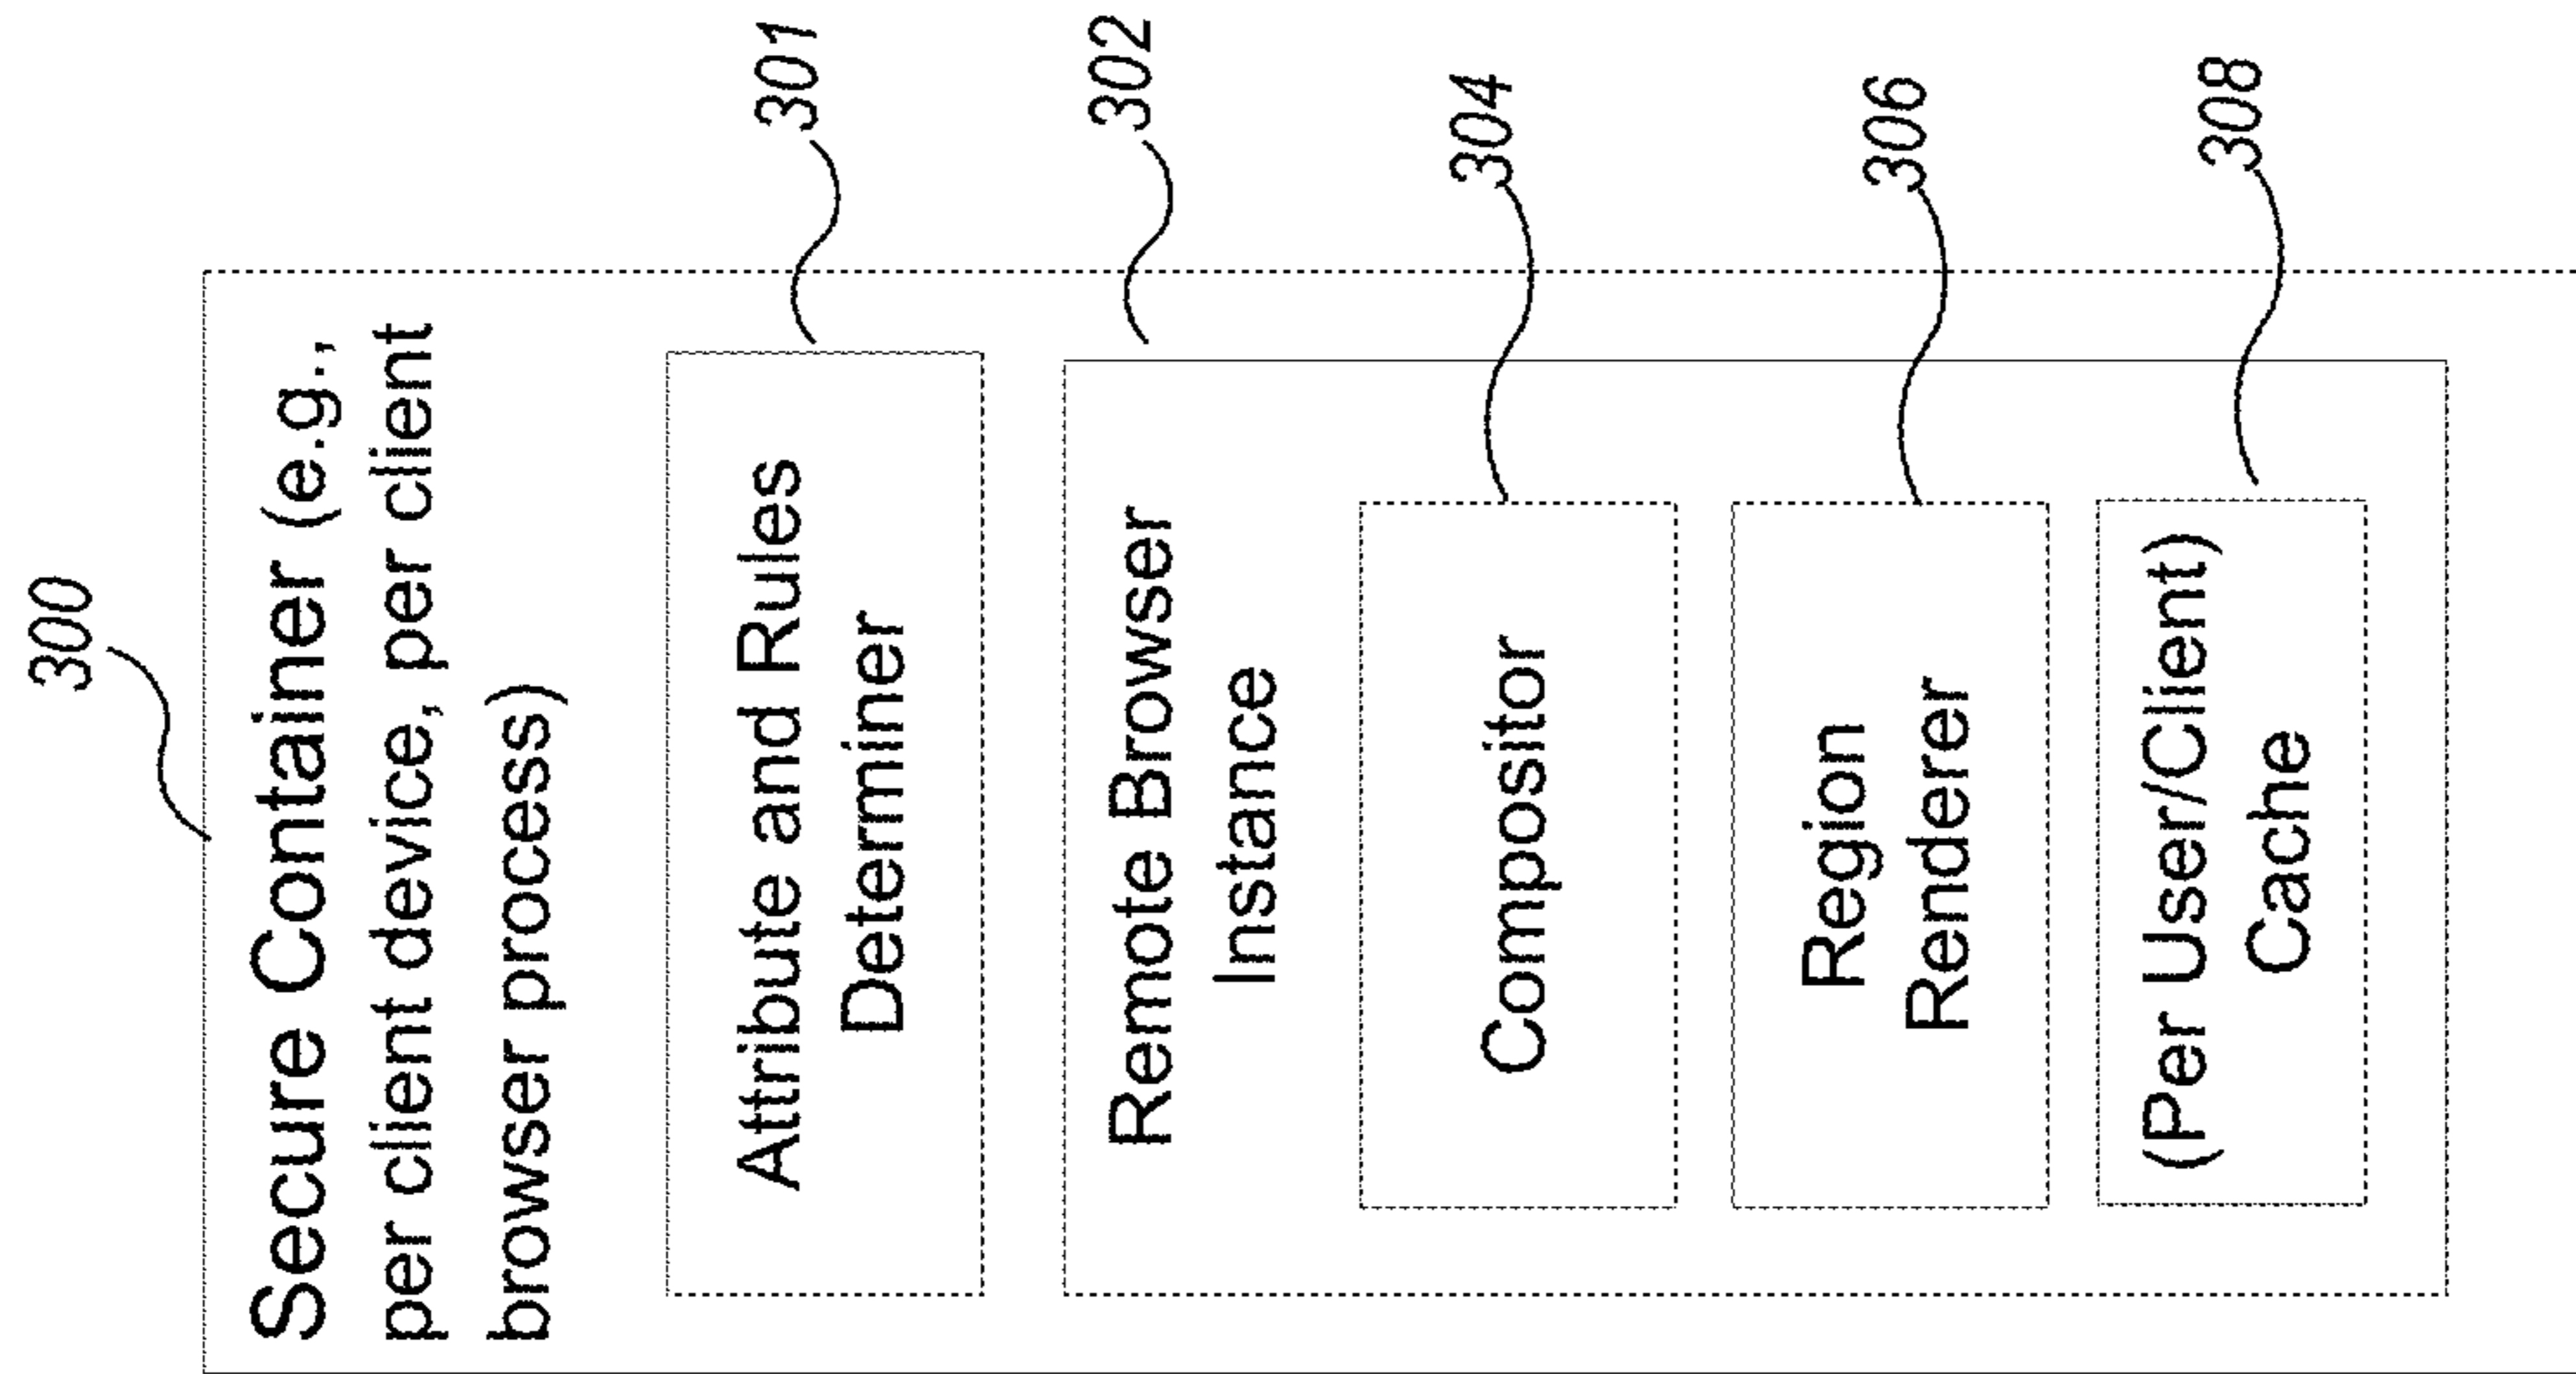 300
Secure Container (e.g.,
per client device, per client
browser process)
301
Attribute and Rules
Determiner
302
Remote Browser
Instance
304
Compositor
306
Region
Renderer
308
(Per User/Client)
Cache